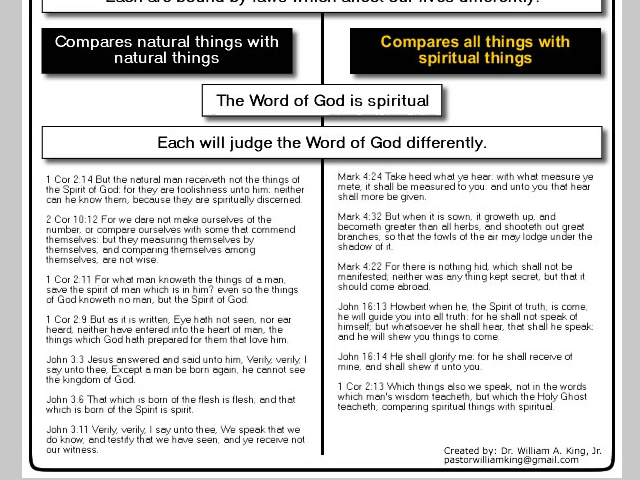 Each are bound by laws which affect our lives differently.
Compares natural things with
natural things
Compares all things with
spiritual things
The Word of God is spiritual
Each will judge the Word of God differently.
1 Cor 2:14 But the natural man receiveth not the things of
the Spirit of God: for they are foolishness unto him: neither
can he know them, because they are spiritually discerned.
2 Cor 10:12 For we dare not make ourselves of the
number, or compare ourselves with some that commend
themselves: but they measuring themselves by
themselves, and comparing themselves among
themselves, are not wise.
1 Cor 2:11 For what man knoweth the things of a man,
save the spirit of man which is in him? even so the things
of God knoweth no man, but the Spirit of God.
1 Cor 2:9 But as it is written, Eye hath not seen, nor ear
heard, neither have entered into the heart of man, the
things which God hath prepared for them that love him.
John 3:3 Jesus answered and said unto him, Verily, verily, I
say unto thee, Except a man be born again, he cannot see
the kingdom of God.
John 3:6 That which is born of the flesh is flesh; and that
which is born of the Spirit is spirit.
John 3:11 Verily, verily, I say unto thee, We speak that we
do know, and testify that we have seen; and ye receive not
our witness.
Mark 4:24 Take heed what ye hear: with what measure ye
mete, it shall be measured to you: and unto you that hear
shall more be given.
Mark 4:32 But when it is sown, it groweth up, and
becometh greater than all herbs, and shooteth out great
branches; so that the fowls of the air may lodge under the
shadow of it.
Mark 4:22 For there is nothing hid, which shall not be
manifested; neither was any thing kept secret, but that it
should come abroad.
John 16:13 Howbeit when he, the Spirit of truth, is come,
he will guide you into all truth: for he shall not speak of
himself; but whatsoever he shall hear, that shall he speak:
and he will shew you things to come.
John 16:14 He shall glorify me: for he shall receive of
mine, and shall shew it unto you.
1 Cor 2:13 Which things also we speak, not in the words
which man's wisdom teacheth, but which the Holy Ghost
teacheth; comparing spiritual things with spiritual.
Created by: Dr. William A. King, Jr.
pastorwilliamking@gmail.com